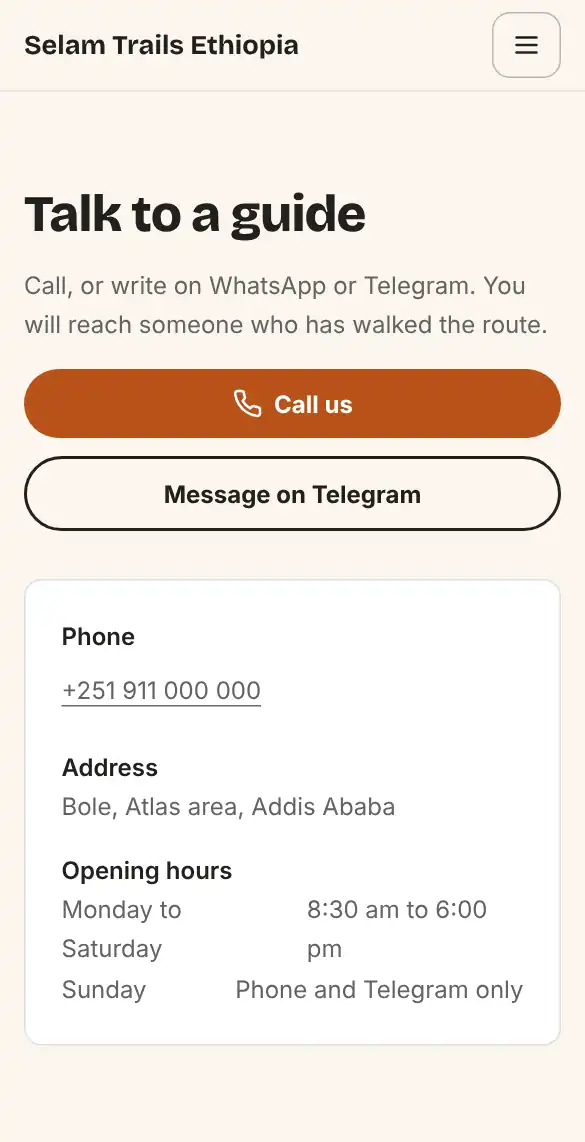 Selam Trails Ethiopia
Talk to a guide
Call, or write on WhatsApp or Telegram. You
will reach someone who has walked the route.
Call us
Message on Telegram
Phone
+251 911 000 000
Address
Bole, Atlas area, Addis Ababa
Opening hours
Monday to Saturday
8:30 am to 6:00 pm
Sunday
Phone and Telegram only